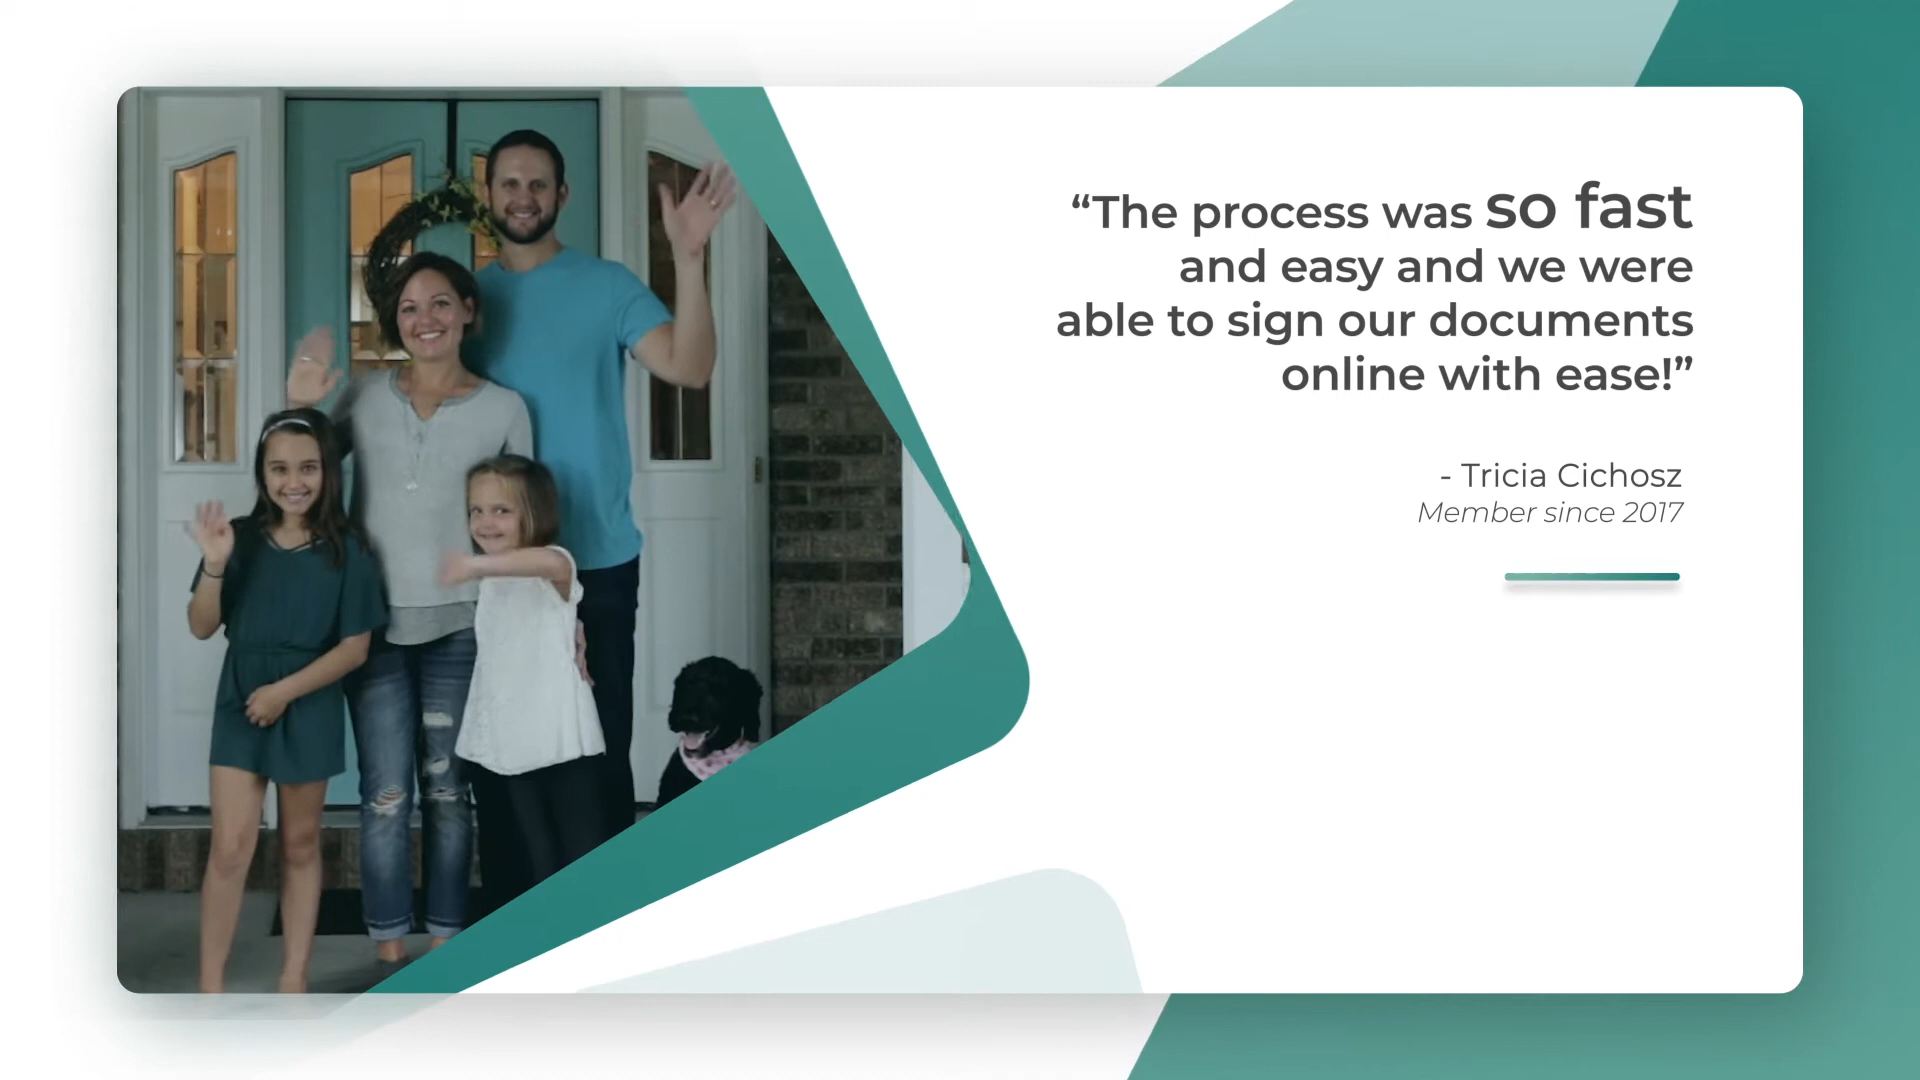 “The process was so fast
and easy and we were
able to sign our documents
online with ease!”
- Tricia Cichosz
Member since 2017